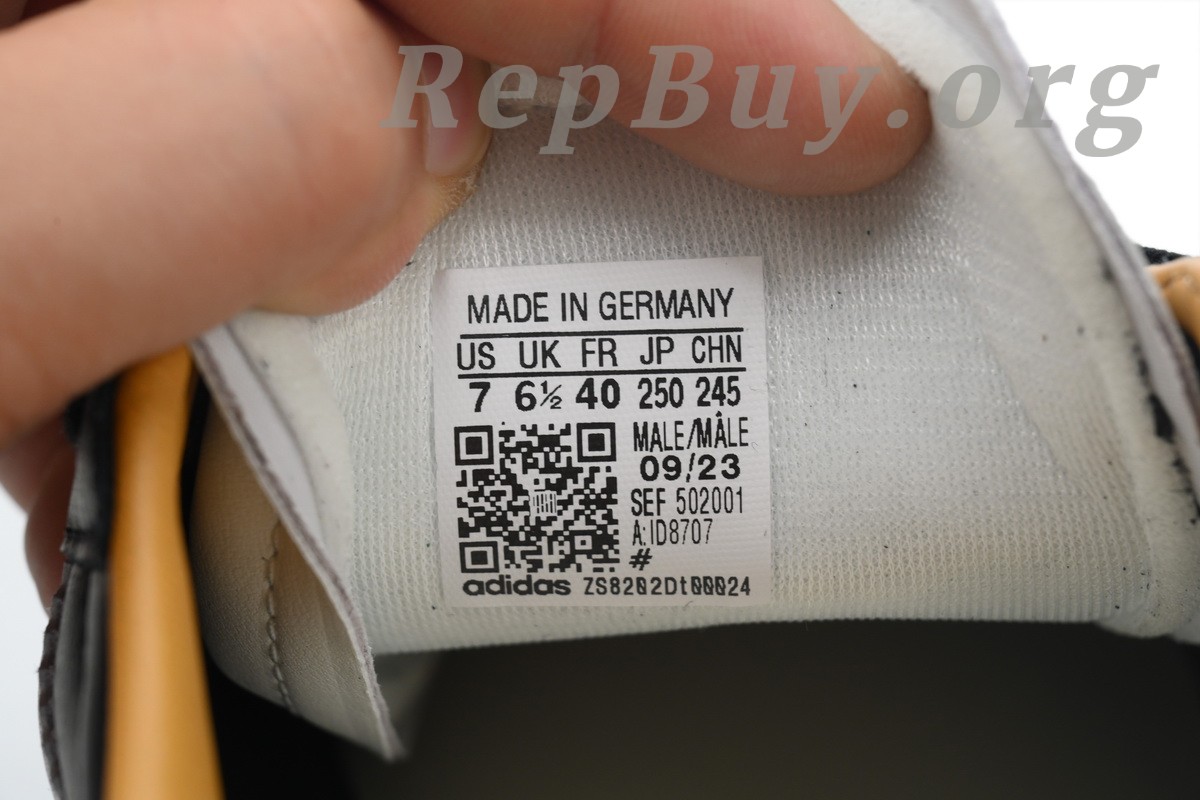 RepBuy.org
MADE IN GERMANY
US UK FR JP CHN
7 6½ 40 250 245
MALE/MÂLE
09/23
SEF 502001
A:ID8707
#
adidas ZS8202Dt00024